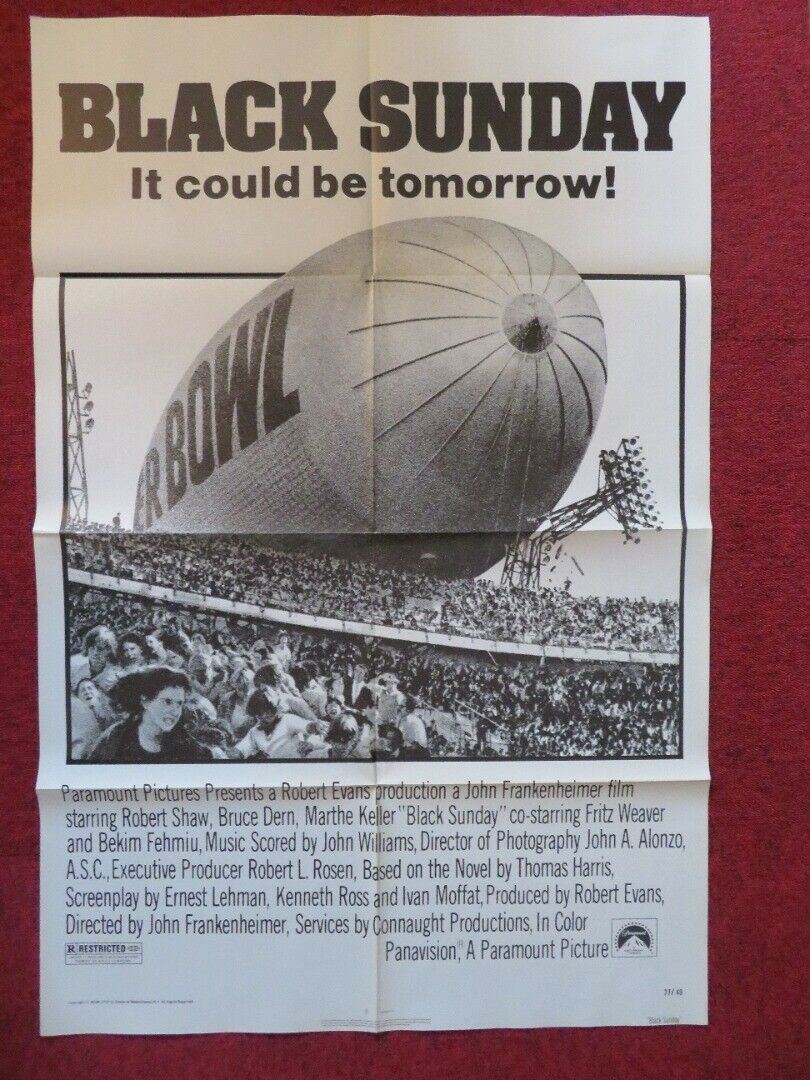 BLACK SUNDAY
It could be tomorrow!
ER BOWL
Paramount Pictures Presents a Robert Evans production a John Frankenheimer film
starring Robert Shaw, Bruce Dern, Marthe Keller "Black Sunday" co-starring Fritz Weaver
and Bekim Fehmiu, Music Scored by John Williams, Director of Photography John A. Alonzo,
A.S.C., Executive Producer Robert L. Rosen, Based on the Novel by Thomas Harris,
Screenplay by Ernest Lehman, Kenneth Ross and Ivan Moffat, Produced by Robert Evans,
Directed by John Frankenheimer, Services by Connaught Productions, In Color
Panavision,® A Paramount Picture
Paramount
R RESTRICTED
77/40
"Black Sunday"